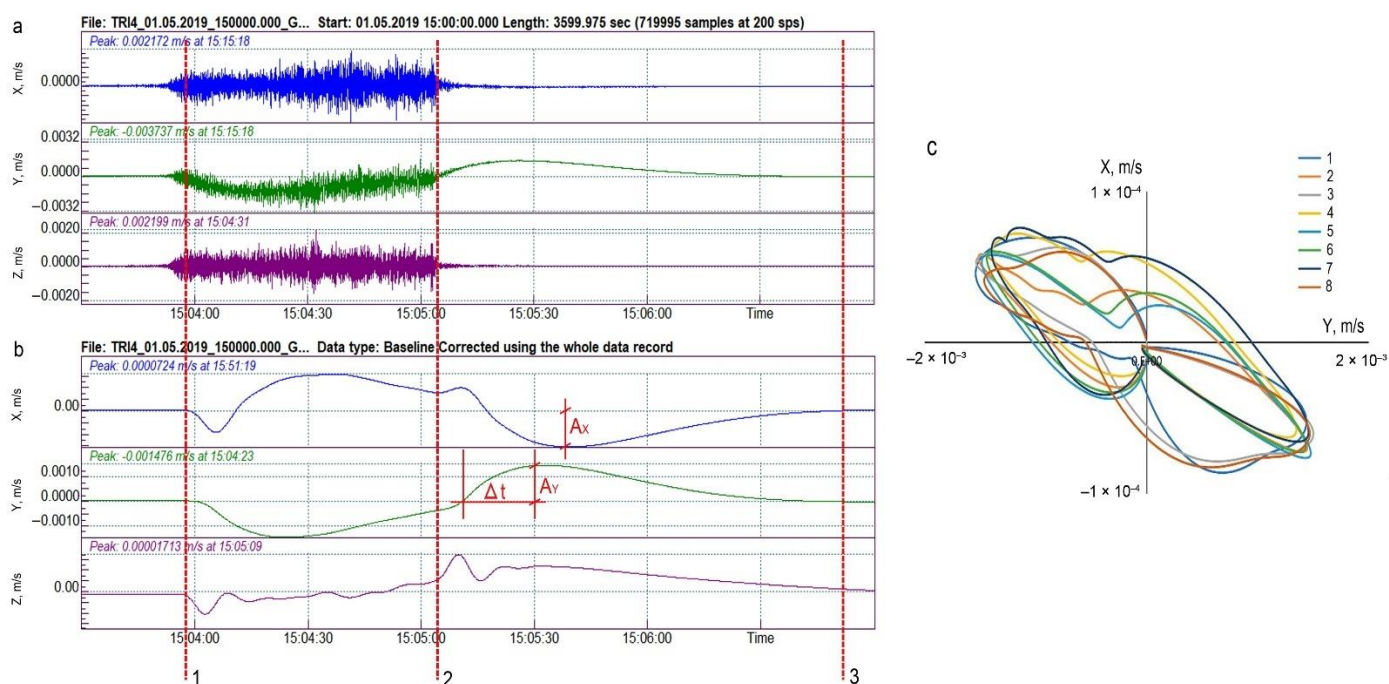 a
File: TRI4_01.05.2019_150000.000_G... Start: 01.05.2019 15:00:00.000 Length: 3599.975 sec (719995 samples at 200 sps)
Peak: 0.002172 m/s at 15:15:18
X, m/s
0.0000
Peak: -0.003737 m/s at 15:15:18
Y, m/s
0.0032
0.0000
−0.0032
Peak: 0.002199 m/s at 15:04:31
Z, m/s
0.0020
0.0000
−0.0020
15:04:00 15:04:30 15:05:00 15:05:30 15:06:00 Time
b
File: TRI4_01.05.2019_150000.000_G... Data type: Baseline Corrected using the whole data record
Peak: 0.0000724 m/s at 15:51:19
X, m/s
0.00
Ax
Peak: -0.001476 m/s at 15:04:23
Y, m/s
0.0010
0.0000
−0.0010
Δt
Ay
Peak: 0.00001713 m/s at 15:05:09
Z, m/s
0.00
15:04:00 15:04:30 15:05:00 15:05:30 15:06:00 Time
1 2 3
c
X, m/s
1 × 10⁻⁴
Y, m/s
−2 × 10⁻³
2 × 10⁻³
−1 × 10⁻⁴
1
2
3
4
5
6
7
8